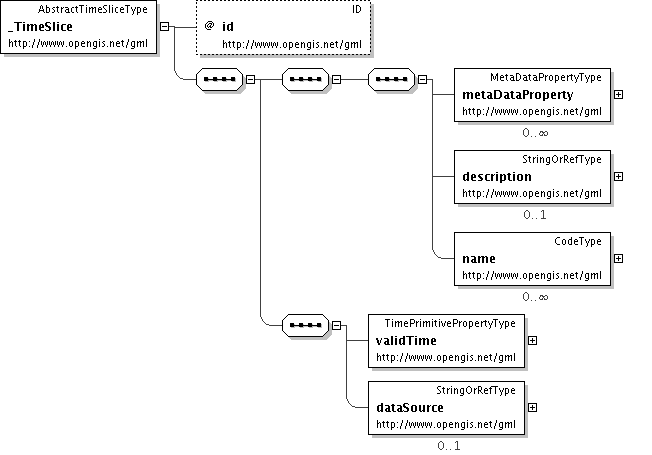 AbstractTimeSliceType
_TimeSlice
http://www.opengis.net/gml
ID
@ id
http://www.opengis.net/gml
MetaDataPropertyType
metaDataProperty
http://www.opengis.net/gml
0..∞
StringOrRefType
description
http://www.opengis.net/gml
0..1
CodeType
name
http://www.opengis.net/gml
0..∞
TimePrimitivePropertyType
validTime
http://www.opengis.net/gml
StringOrRefType
dataSource
http://www.opengis.net/gml
0..1